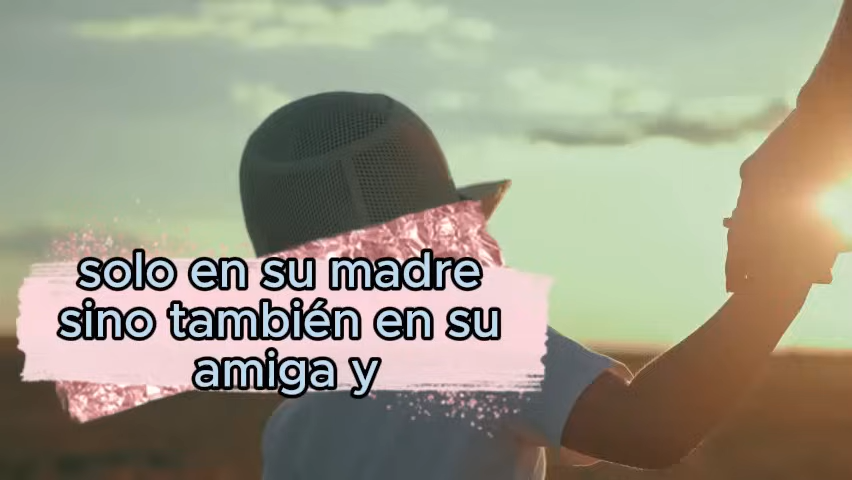 solo en su madre
sino también en su
amiga y